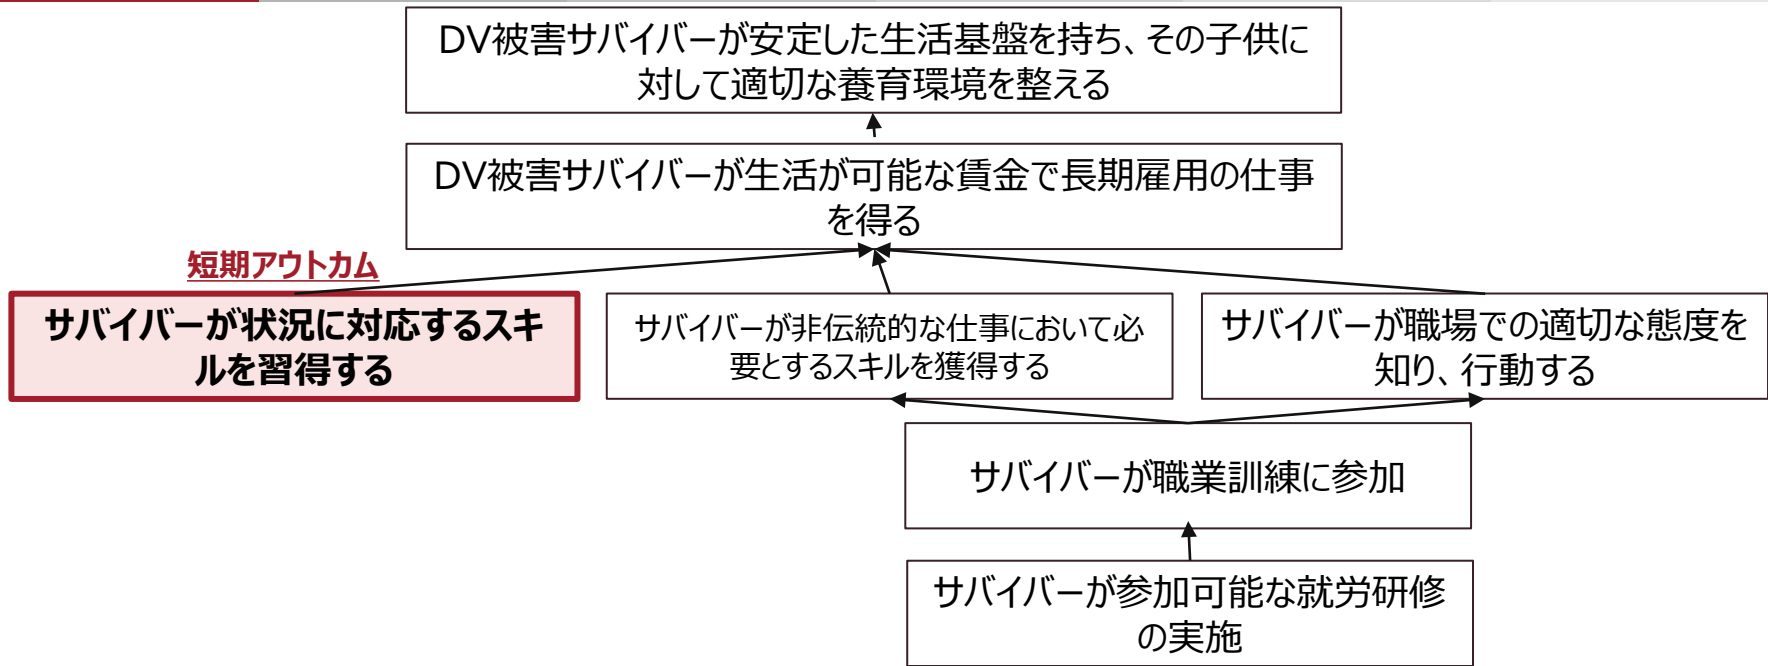 DV被害サバイバーが安定した生活基盤を持ち、その子供に
対して適切な養育環境を整える
DV被害サバイバーが生活が可能な賃金で長期雇用の仕事
を得る
短期アウトカム
サバイバーが状況に対応するスキ
ルを習得する
サバイバーが非伝統的な仕事において必
要とするスキルを獲得する
サバイバーが職場での適切な態度を
知り、行動する
サバイバーが職業訓練に参加
サバイバーが参加可能な就労研修
の実施